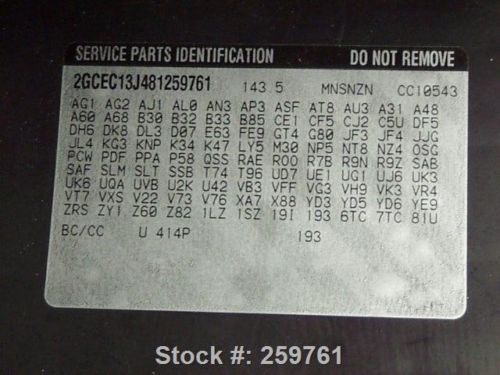 SERVICE PARTS IDENTIFICATION DO NOT REMOVE
2GCEC13J481259761 143.5 MNSNZN CC10543
AG1 AG2 AJ1 AL0 AN3 AP3 ASF AT8 AU3 A31 A48
A60 A68 B30 B32 B33 B85 CE1 CF5 CJ2 C5U DF5
DH6 DK8 DL3 D07 E63 FE9 GT4 G80 JF3 JF4 JJG
JL4 KG3 KNP K34 K47 LY5 M30 NP5 NT8 NZ4 OSG
PCW PDF PPA P58 QSS RAE R00 R7B R9N R9Z SAB
SAF SLM SLT SSB T74 T96 UD7 UE1 UG1 UJ6 UK3
UK6 UQA UVB U2K U42 VB3 VFF VG3 VH9 VK3 VR4
VT7 VXS V22 V73 V76 XA7 X88 YD3 YD5 YD6 YE9
ZRS ZY1 Z60 Z82 1LZ 1SZ 19I 193 6TC 7TC 81U
BC/CC U 414P 193
Stock #: 259761